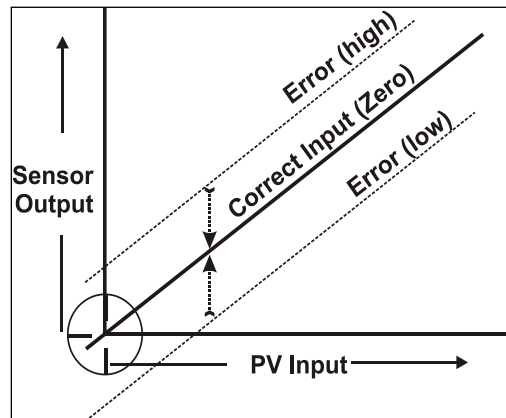 Error (high)
Correct Input (Zero)
Error (low)
Sensor
Output
PV Input